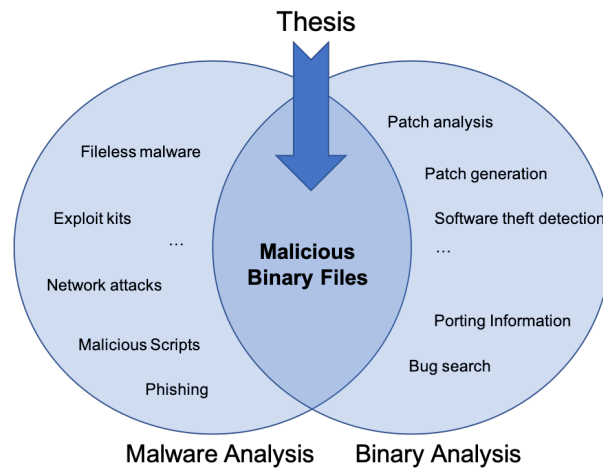 Thesis
Patch analysis
Fileless malware
Patch generation
Exploit kits
Software theft detection
...
...
Malicious
Binary Files
Network attacks
Porting Information
Malicious Scripts
Bug search
Phishing
Malware Analysis
Binary Analysis